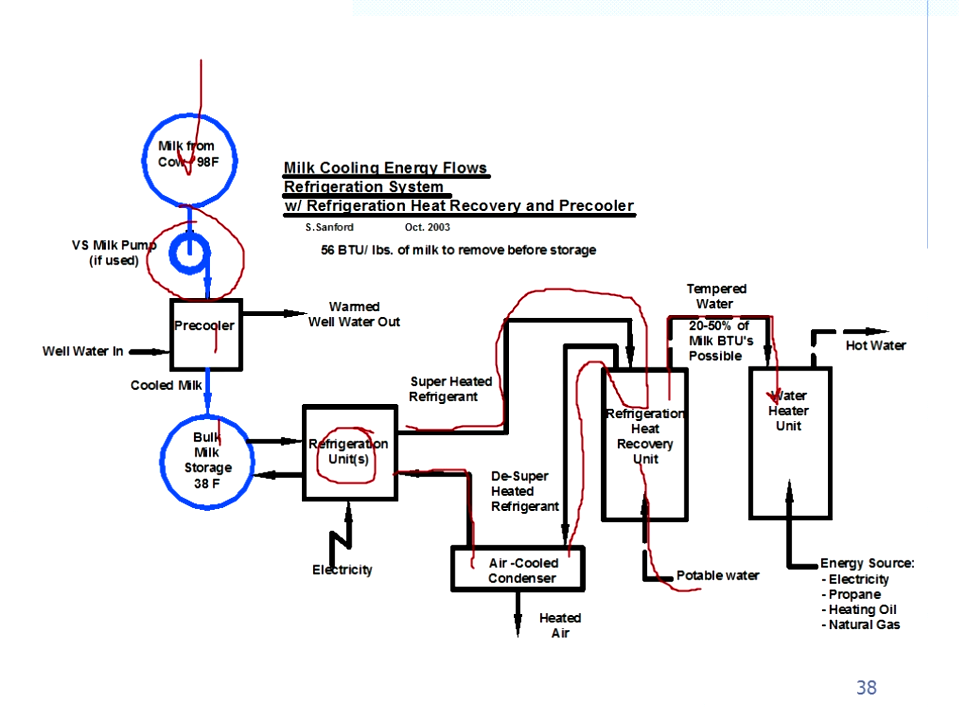 Milk from
Cow - 98F
Milk Cooling Energy Flows
Refrigeration System
w/ Refrigeration Heat Recovery and Precooler
S.Sanford Oct. 2003
56 BTU/ lbs. of milk to remove before storage
VS Milk Pump
(if used)
Precooler
Warmed
Well Water Out
Well Water In
Cooled Milk
Bulk
Milk
Storage
38 F
Refrigeration
Unit(s)
Electricity
Super Heated
Refrigerant
De-Super
Heated
Refrigerant
Air -Cooled
Condenser
Heated
Air
Refrigeration
Heat
Recovery
Unit
Potable water
Tempered
Water
20-50% of
Milk BTU's
Possible
Water
Heater
Unit
Hot Water
Energy Source:
- Electricity
- Propane
- Heating Oil
- Natural Gas
38